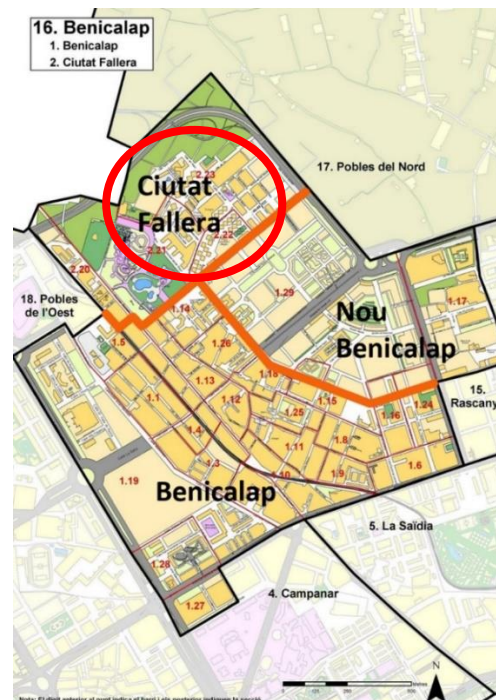 16. Benicalap
1. Benicalap
2. Ciutat Fallera
17. Pobles del Nord
2.23
Ciutat
Fallera
2.22
2.21
2.20
18. Pobles
de l'Oest
1.29
1.17
1.14
Nou
Benicalap
1.5
1.26
1.13
1.18
1.15
15.
Rascany
1.1
1.12
1.25
1.16
1.24
1.4
1.11
1.8
1.3
1.10
1.9
1.6
1.19
Benicalap
5. La Saïdia
1.28
4. Campanar
1.27
N